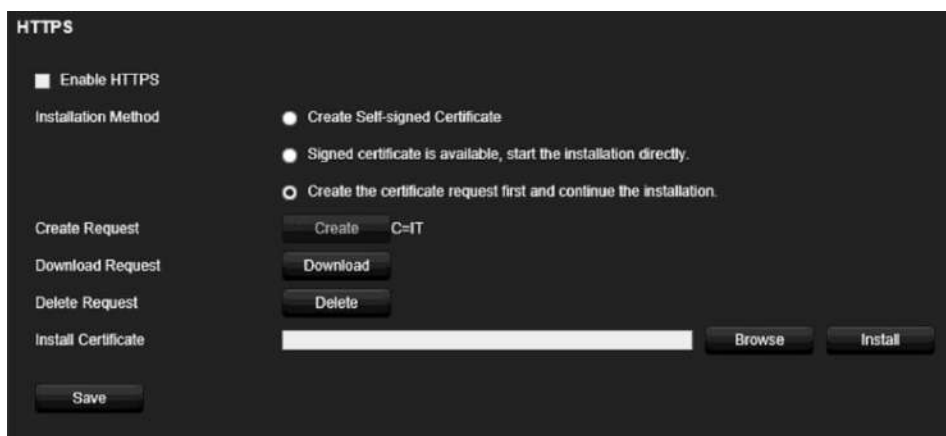 HTTPS
Enable HTTPS
Installation Method
Create Self-signed Certificate
Signed certificate is available, start the installation directly.
Create the certificate request first and continue the installation.
Create Request Create C=IT
Download Request Download
Delete Request Delete
Install Certificate Browse Install
Save